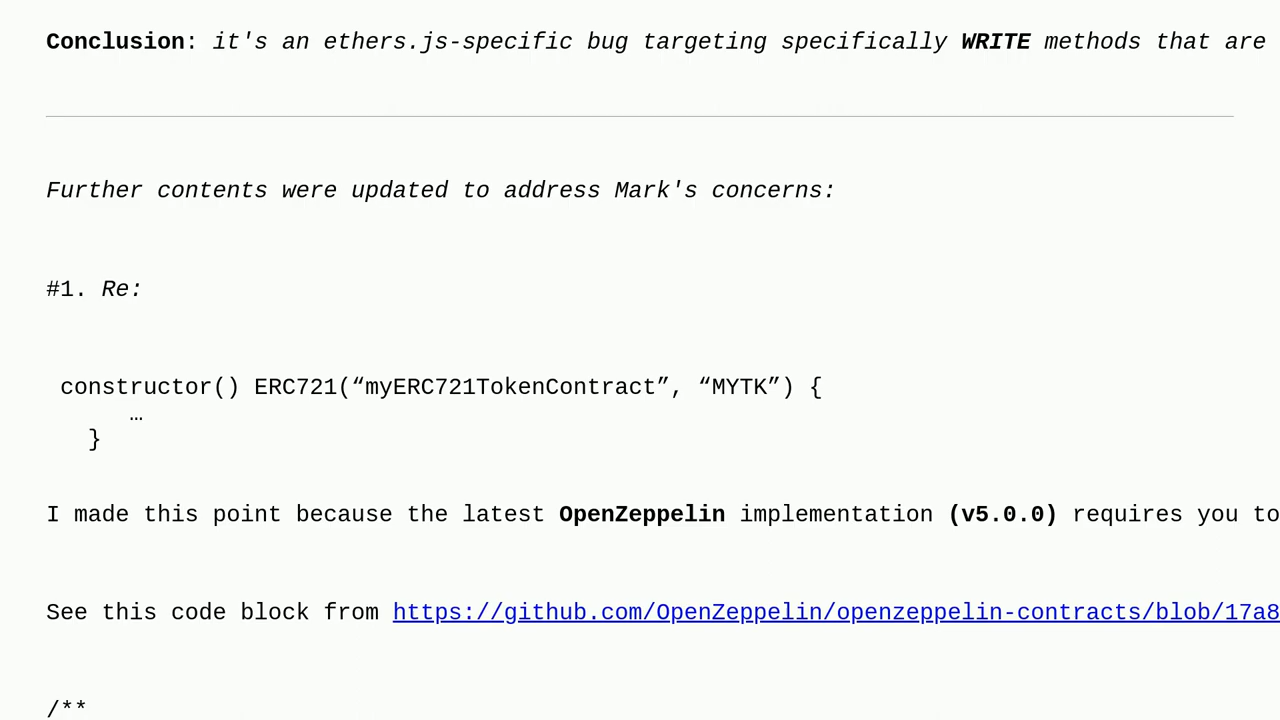 Conclusion: it's an ethers.js-specific bug targeting specifically WRITE methods that are
Further contents were updated to address Mark's concerns:
#1. Re:
constructor() ERC721(“myERC721TokenContract”, “MYTK”) {
…
}
I made this point because the latest OpenZeppelin implementation (v5.0.0) requires you to
See this code block from https://github.com/OpenZeppelin/openzeppelin-contracts/blob/17a8
/**